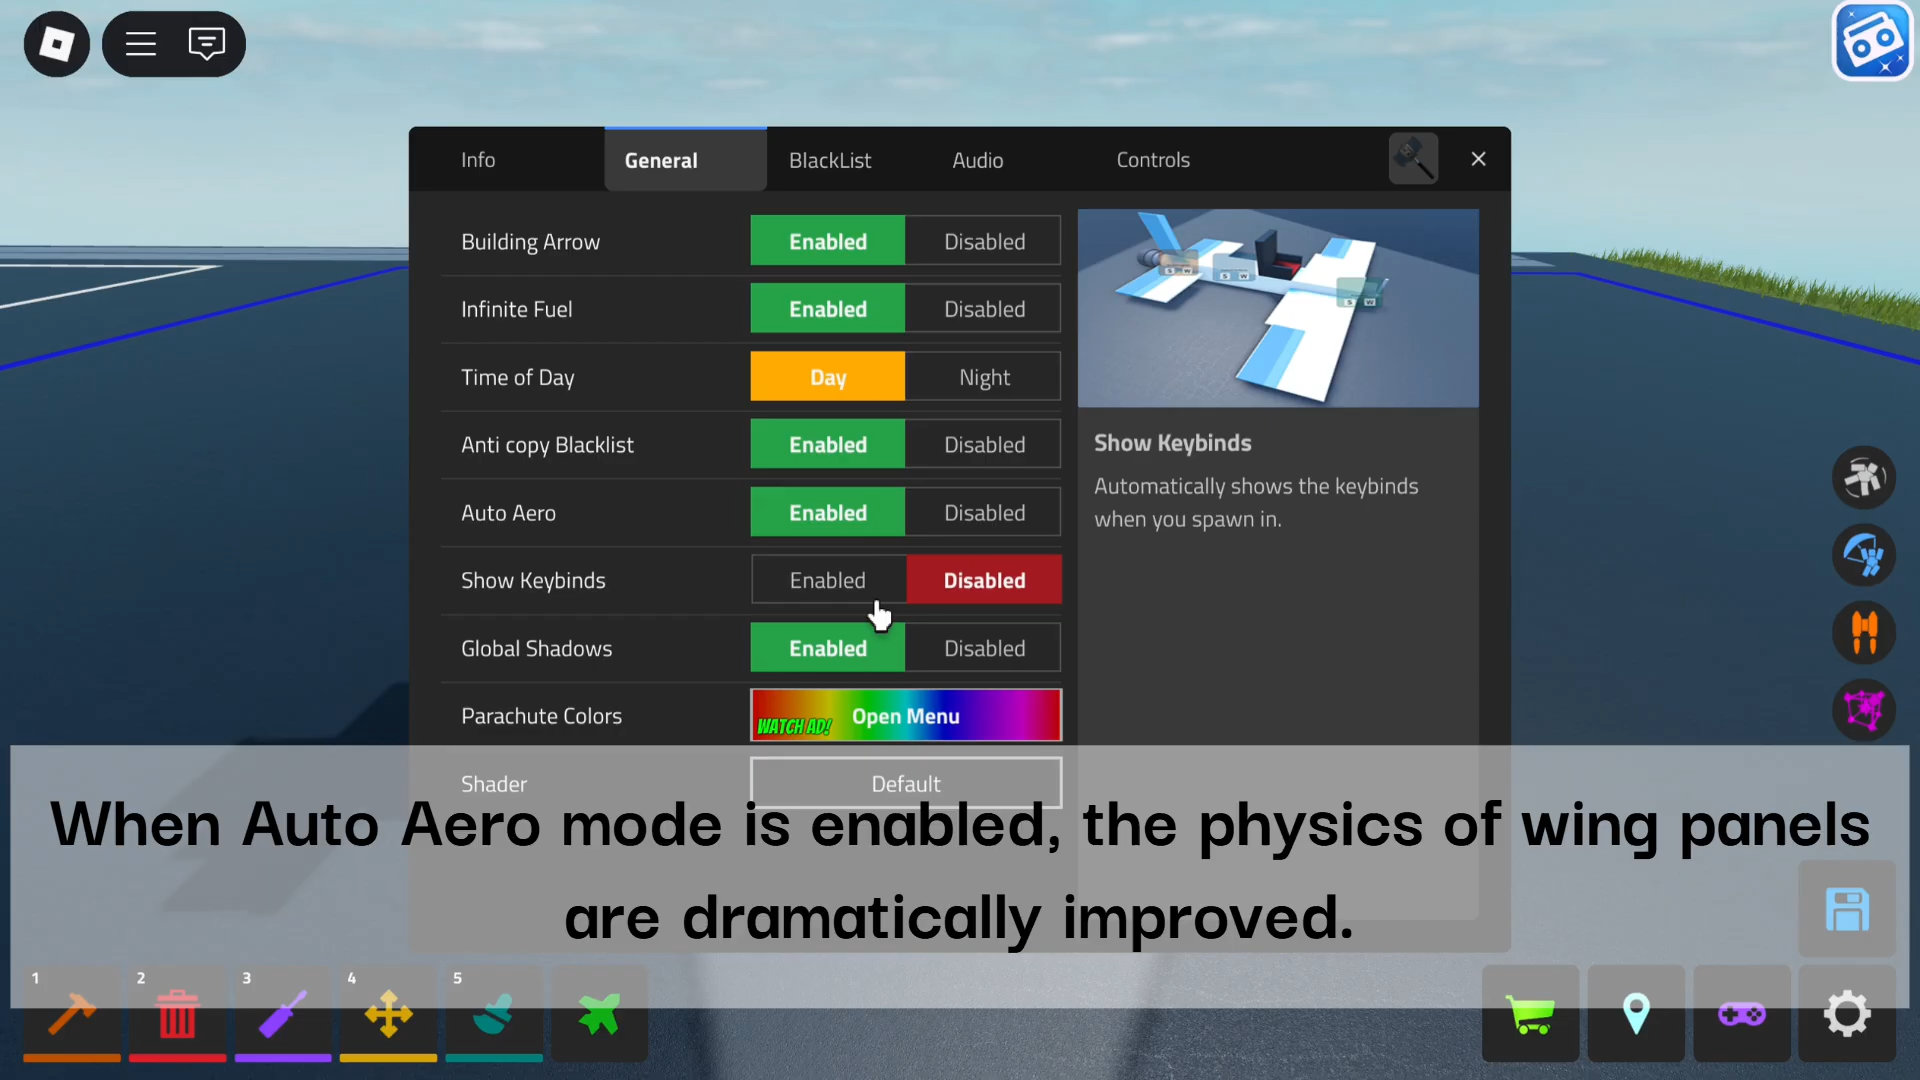 Info General BlackList Audio Controls
Building Arrow Enabled Disabled
Infinite Fuel Enabled Disabled
Time of Day Day Night
Anti copy Blacklist Enabled Disabled
Auto Aero Enabled Disabled
Show Keybinds Enabled Disabled
Global Shadows Enabled Disabled
Parachute Colors WATCH AD! Open Menu
Shader Default
S W S W S W
Show Keybinds
Automatically shows the keybinds
when you spawn in.
When Auto Aero mode is enabled, the physics of wing panels
are dramatically improved.
1 2 3 4 5